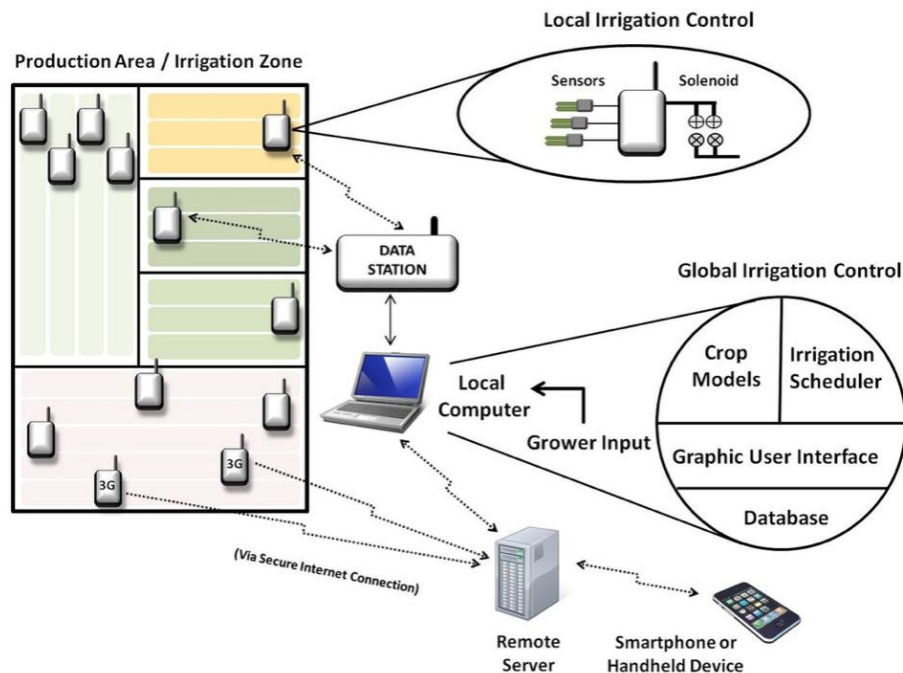 Local Irrigation Control
Production Area / Irrigation Zone
Sensors
Solenoid
DATA
STATION
Global Irrigation Control
Crop
Models
Irrigation
Scheduler
Local
Computer
Grower Input
Graphic User Interface
Database
3G
3G
(Via Secure Internet Connection)
Remote
Server
Smartphone or
Handheld Device